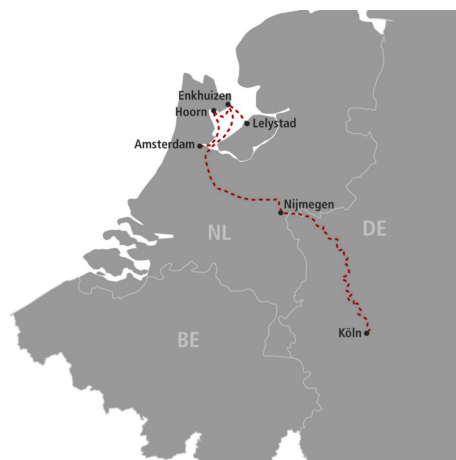 Enkhuizen
Hoorn
Lelystad
Amsterdam
Nijmegen
NL
DE
BE
Köln